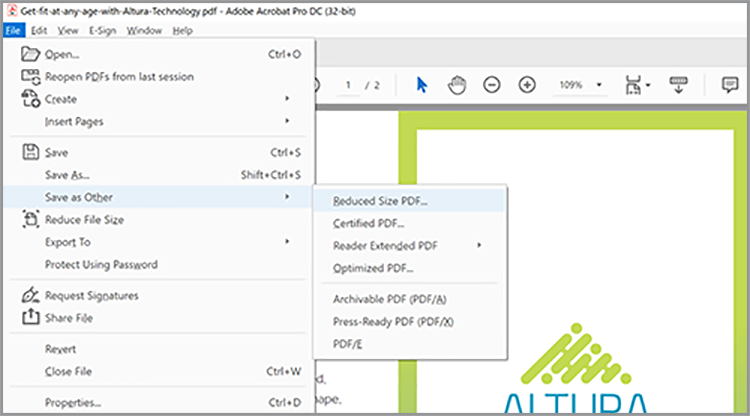 Get-fit-at-any-age-with-Altura-Technology.pdf - Adobe Acrobat Pro DC (32-bit)
File Edit View E-Sign Window Help
Open... Ctrl+O
Reopen PDFs from last session
Create
Insert Pages
Save Ctrl+S
Save As... Shift+Ctrl+S
Save as Other
Reduce File Size
Export To
Protect Using Password
Request Signatures
Share File
Revert
Close File Ctrl+W
Properties... Ctrl+D
1 / 2
109%
Reduced Size PDF...
Certified PDF...
Reader Extended PDF
Optimized PDF...
Archivable PDF (PDF/A)
Press-Ready PDF (PDF/X)
PDF/E
ALTURA